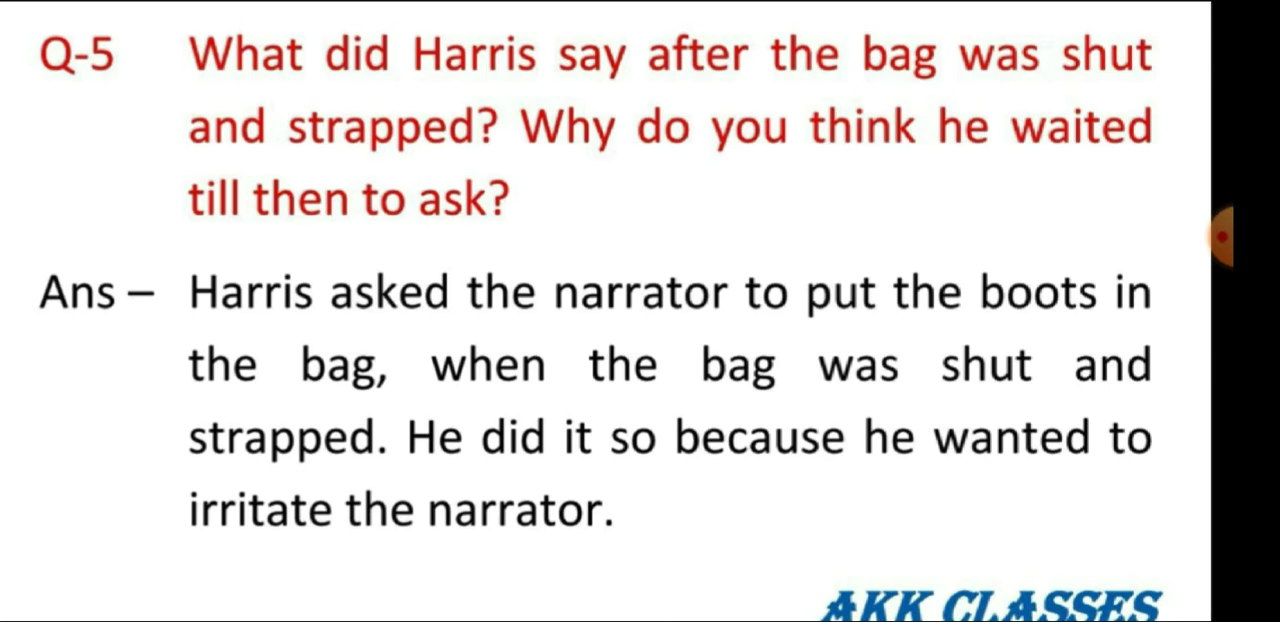 Q-5 What did Harris say after the bag was shut
and strapped? Why do you think he waited
till then to ask?
Ans – Harris asked the narrator to put the boots in
the bag, when the bag was shut and
strapped. He did it so because he wanted to
irritate the narrator.
AKK CLASSES